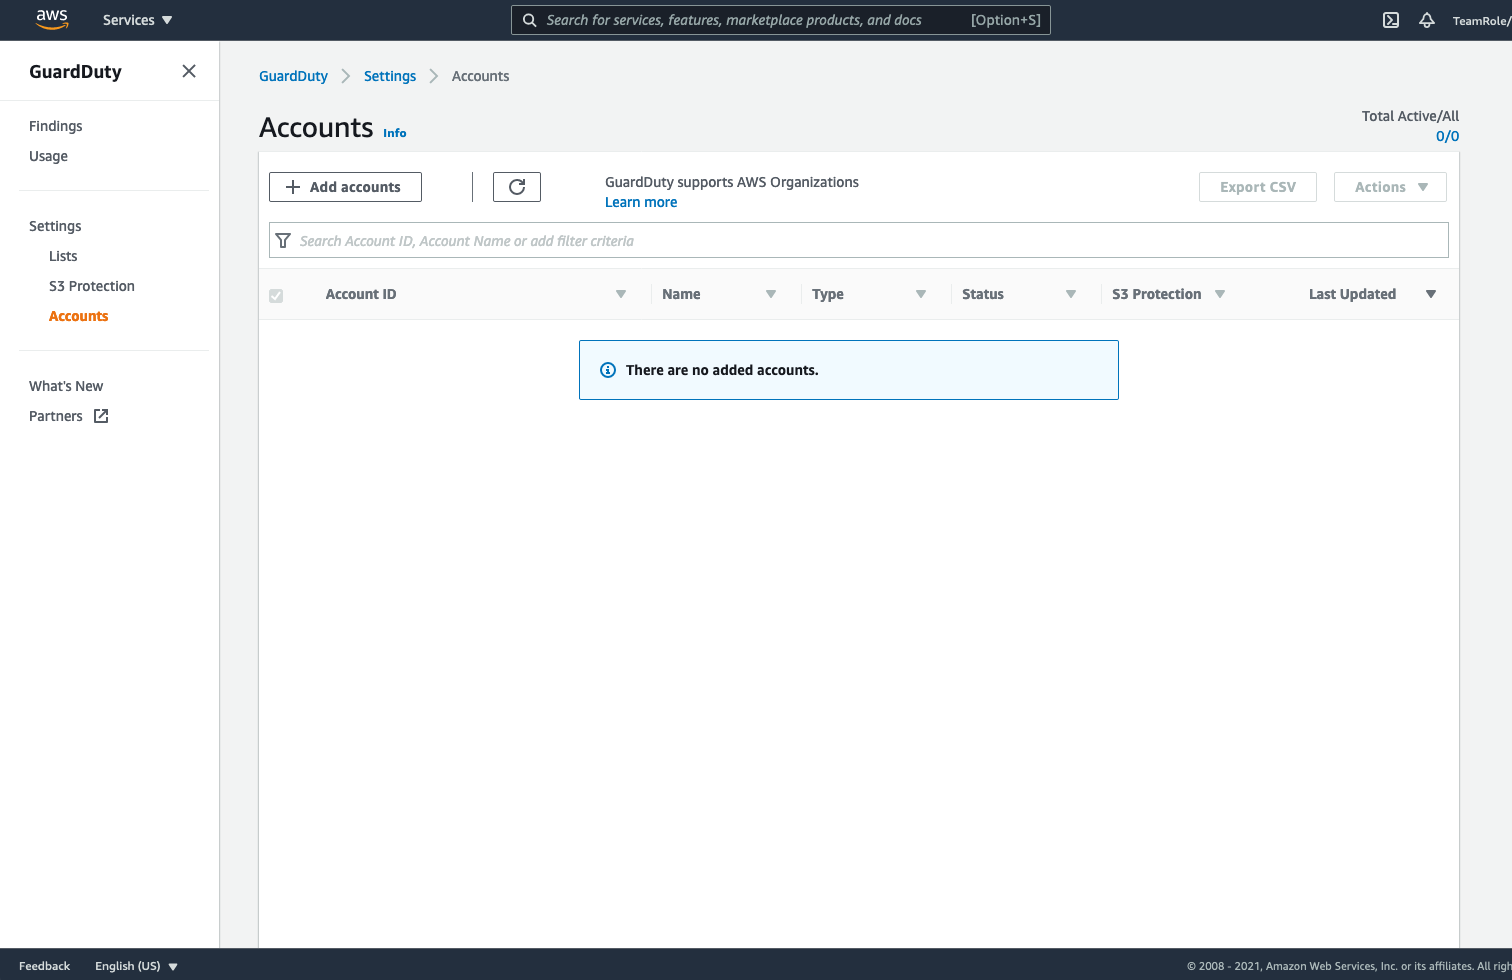 aws Services Search for services, features, marketplace products, and docs [Option+S] TeamRole/
GuardDuty
Findings
Usage
Settings
Lists
S3 Protection
Accounts
What's New
Partners
GuardDuty Settings Accounts
Accounts Info
Total Active/All
0/0
Add accounts
GuardDuty supports AWS Organizations
Learn more
Export CSV Actions
Search Account ID, Account Name or add filter criteria
Account ID Name Type Status S3 Protection Last Updated
There are no added accounts.
Feedback English (US) © 2008 - 2021, Amazon Web Services, Inc. or its affiliates. All righ